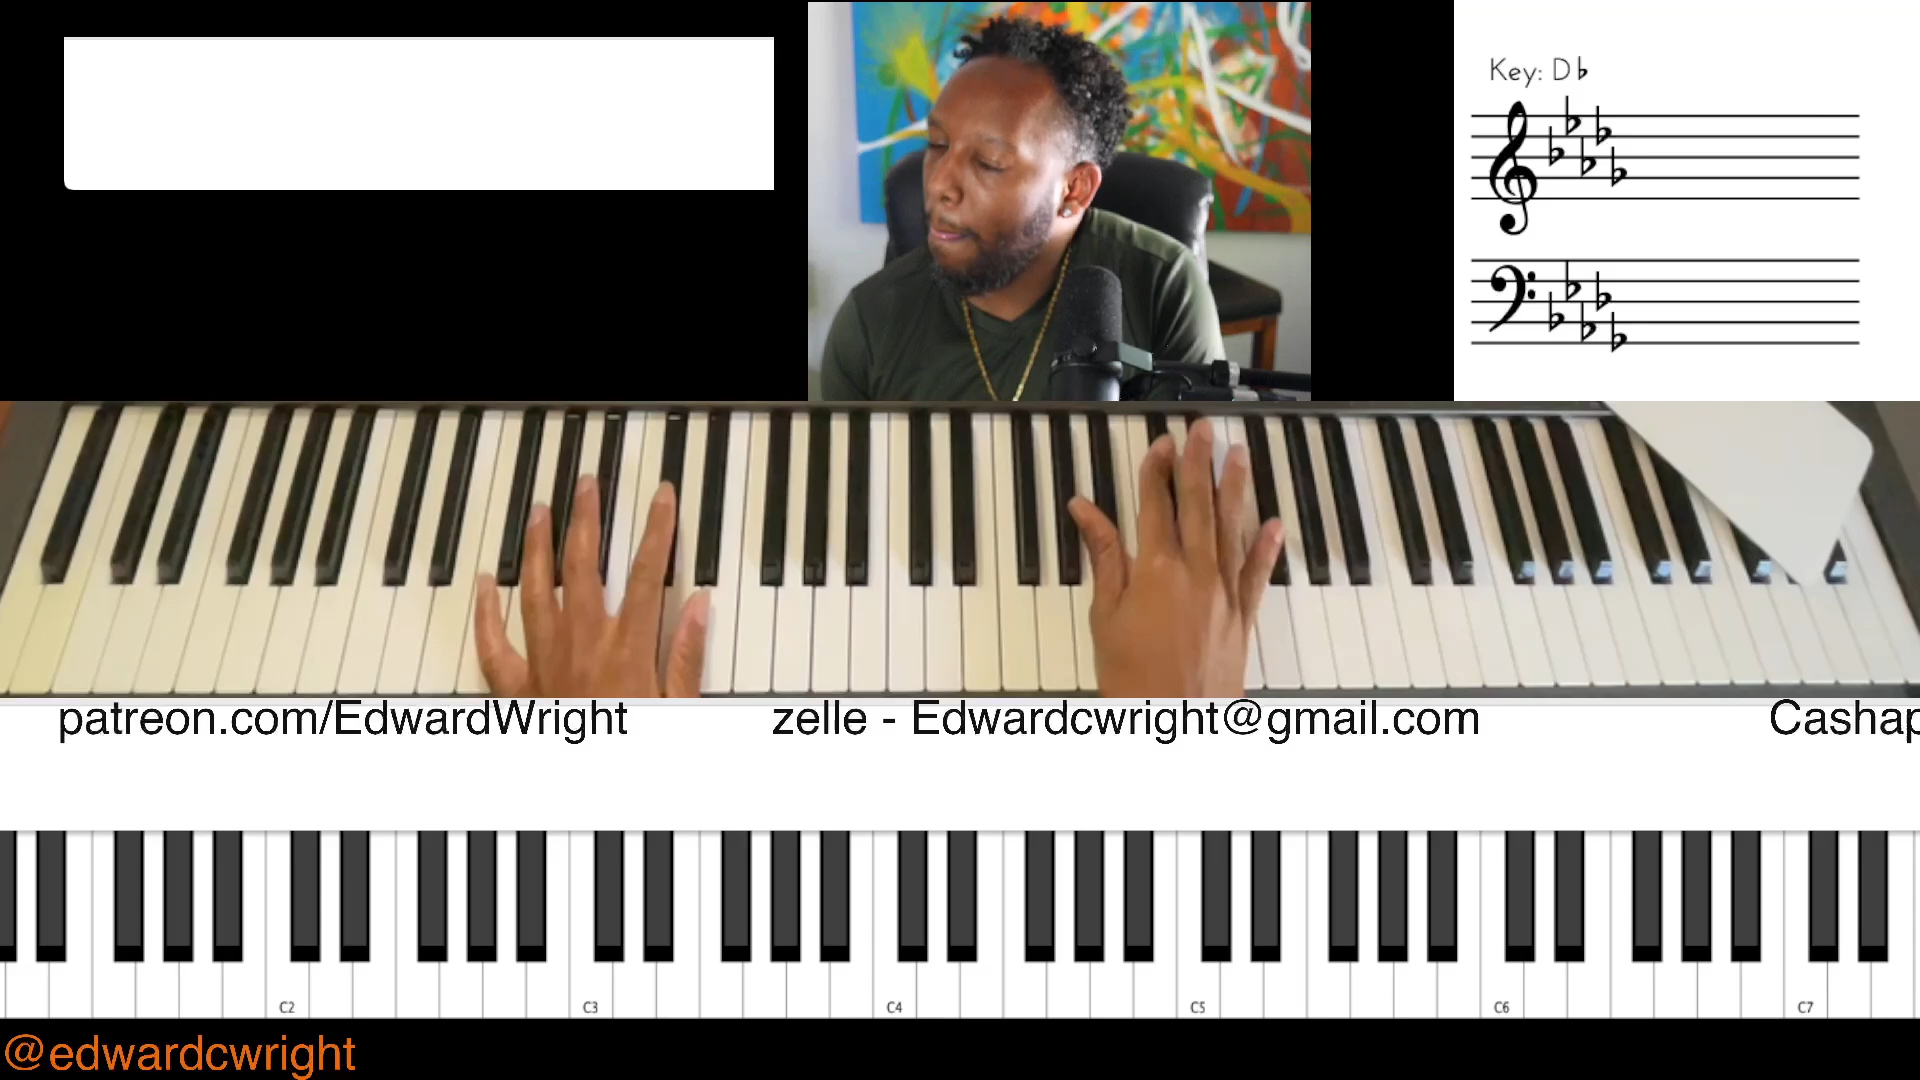 Key: D♭
patreon.com/EdwardWright
zelle - Edwardcwright@gmail.com
Cashap
C2
C3
C4
C5
C6
C7
@edwardcwright